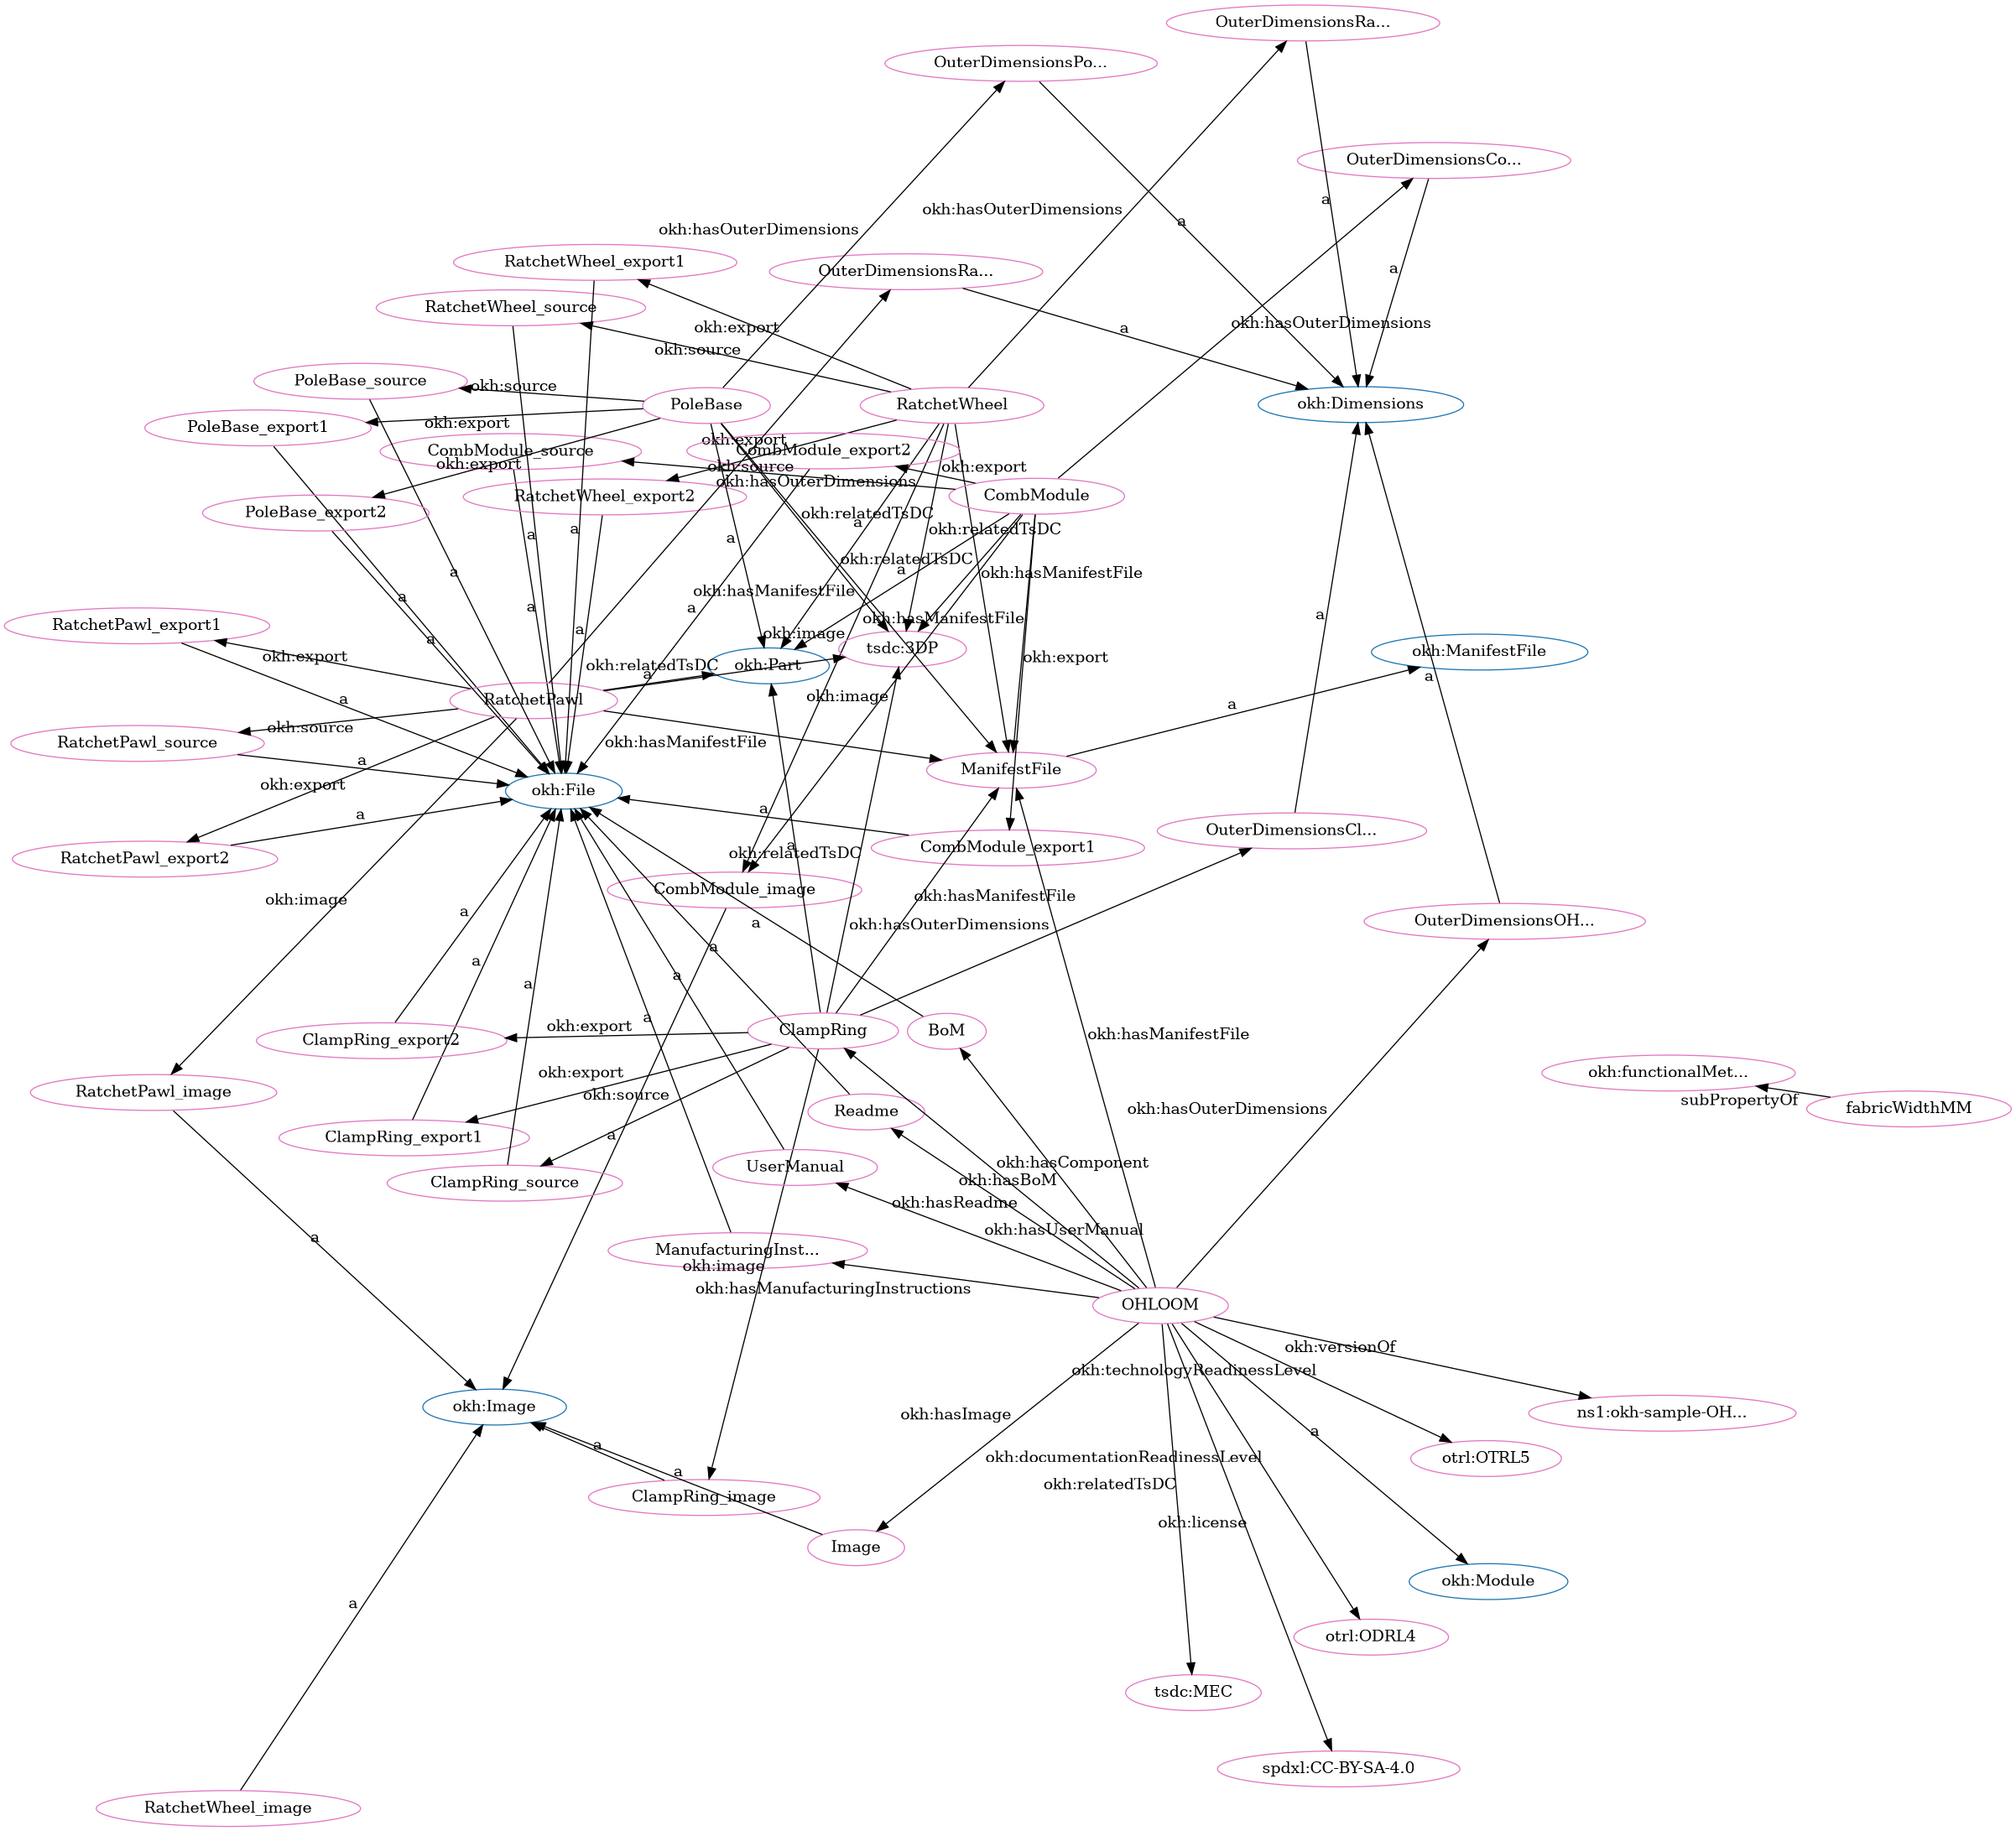 OuterDimensionsRa...
OuterDimensionsPo...
OuterDimensionsCo...
a
okh:hasOuterDimensions
a
okh:hasOuterDimensions
RatchetWheel_export1
OuterDimensionsRa...
a
RatchetWheel_source
okh:hasOuterDimensions
okh:export
a
okh:source
PoleBase_source
okh:source
PoleBase
RatchetWheel
okh:Dimensions
PoleBase_export1
okh:export
okh:export
CombModule_source
CombModule_export2
okh:export
okh:source
okh:export
okh:hasOuterDimensions
RatchetWheel_export2
CombModule
PoleBase_export2
okh:relatedTsDC
a
okh:relatedTsDC
a
a
a
okh:relatedTsDC
a
a
okh:hasManifestFile
okh:hasManifestFile
a
a
a
okh:hasManifestFile
a
RatchetPawl_export1
a
okh:image
a
tsdc:3DP
okh:ManifestFile
okh:export
okh:export
okh:relatedTsDC
okh:Part
a
a
RatchetPawl
okh:image
a
a
okh:source
RatchetPawl_source
okh:hasManifestFile
a
ManifestFile
okh:export
okh:File
a
a
OuterDimensionsCl...
a
okh:relatedTsDC
CombModule_export1
RatchetPawl_export2
CombModule_image
okh:image
okh:hasManifestFile
a
a
okh:hasOuterDimensions
OuterDimensionsOH...
a
a
a
a
a
okh:export
ClampRing
BoM
okh:hasManifestFile
ClampRing_export2
okh:export
okh:functionalMet...
RatchetPawl_image
okh:source
subPropertyOf
fabricWidthMM
Readme
okh:hasOuterDimensions
ClampRing_export1
a
okh:hasComponent
UserManual
okh:hasBoM
ClampRing_source
okh:hasReadme
okh:hasUserManual
a
ManufacturingInst...
okh:image
okh:hasManufacturingInstructions
OHLOOM
okh:versionOf
okh:technologyReadinessLevel
okh:Image
okh:hasImage
ns1:okh-sample-OH...
a
a
okh:documentationReadinessLevel
otrl:OTRL5
a
okh:relatedTsDC
ClampRing_image
okh:license
Image
okh:Module
a
otrl:ODRL4
tsdc:MEC
spdxl:CC-BY-SA-4.0
RatchetWheel_image